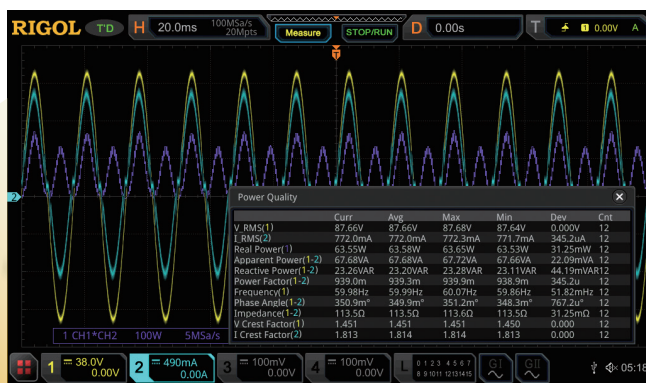 RIGOL T'D H 20.0ms 100MSa/s 20Mpts Measure STOP/RUN D 0.00s T 1 0.00V A
T
2
Power Quality
Curr Avg Max Min Dev Cnt
V_RMS(1) 87.66V 87.66V 87.68V 87.64V 0.000V 12
I_RMS(2) 772.0mA 772.0mA 772.3mA 771.7mA 345.2uA 12
Real Power(1) 63.55W 63.58W 63.65W 63.53W 31.25mW 12
Apparent Power(1-2) 67.68VA 67.68VA 67.72VA 67.66VA 22.09mVA 12
Reactive Power(1-2) 23.26VAR 23.20VAR 23.28VAR 23.11VAR 44.19mVAR12
Power Factor(1-2) 939.0m 939.3m 939.9m 938.9m 345.2u 12
Frequency(1) 59.98Hz 59.99Hz 60.07Hz 59.86Hz 51.82mHz 12
Phase Angle(1-2) 350.9m° 349.9m° 351.2m° 348.3m° 767.2u° 12
Impedance(1-2) 113.5Ω 113.5Ω 113.6Ω 113.5Ω 31.25mΩ 12
V Crest Factor(1) 1.451 1.451 1.451 1.450 0.000 12
I Crest Factor(2) 1.813 1.814 1.814 1.813 0.000 12
1 CH1*CH2 100W 5MSa/s
1 38.0V 0.00V 2 490mA 0.00A 3 100mV 0.00V 4 100mV 0.00V L 0 1 2 3 4 5 6 7 8 9 10 11 12 13 14 15 GI GII 05:18